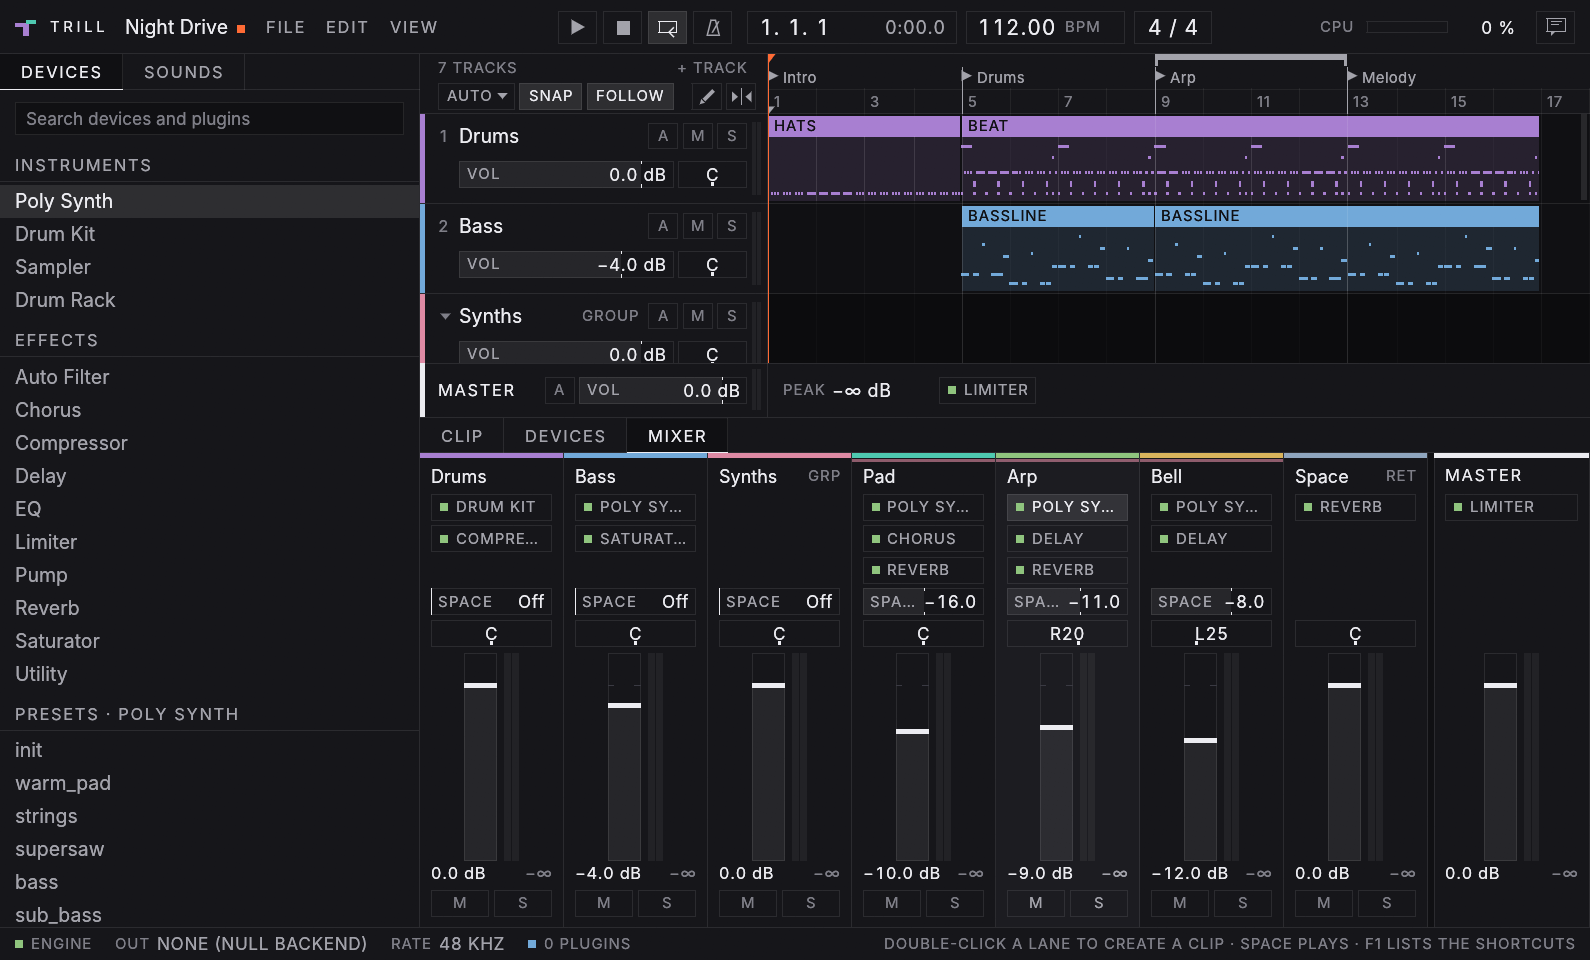 TRILL Night Drive FILE EDIT VIEW 1. 1. 1 0:00.0 112.00 BPM 4 / 4 CPU 0 %
DEVICES SOUNDS
Search devices and plugins
INSTRUMENTS
Poly Synth
Drum Kit
Sampler
Drum Rack
EFFECTS
Auto Filter
Chorus
Compressor
Delay
EQ
Limiter
Pump
Reverb
Saturator
Utility
PRESETS · POLY SYNTH
init
warm_pad
strings
supersaw
bass
sub_bass
7 TRACKS + TRACK
AUTO SNAP FOLLOW
Intro Drums Arp Melody
1 3 5 7 9 11 13 15 17
1 Drums A M S
VOL 0.0 dB C
HATS BEAT
2 Bass A M S
VOL −4.0 dB C
BASSLINE BASSLINE
Synths GROUP A M S
VOL 0.0 dB C
MASTER A VOL 0.0 dB PEAK −∞ dB LIMITER
CLIP DEVICES MIXER
Drums Bass Synths GRP Pad Arp Bell Space RET MASTER
DRUM KIT POLY SY... POLY SY... POLY SY... POLY SY... REVERB LIMITER
COMPRE... SATURAT... CHORUS DELAY DELAY
REVERB REVERB
SPACE Off SPACE Off SPACE Off SPA... −16.0 SPA... −11.0 SPACE −8.0
C C C C R20 L25 C
0.0 dB −∞ −4.0 dB −∞ 0.0 dB −∞ −10.0 dB −∞ −9.0 dB −∞ −12.0 dB −∞ 0.0 dB −∞ 0.0 dB −∞
M S M S M S M S M S M S M S
ENGINE OUT NONE (NULL BACKEND) RATE 48 KHZ 0 PLUGINS DOUBLE-CLICK A LANE TO CREATE A CLIP · SPACE PLAYS · F1 LISTS THE SHORTCUTS